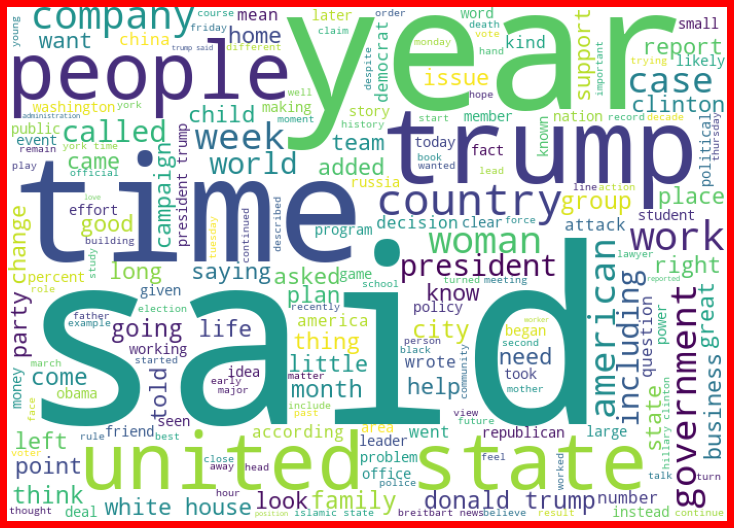 company
year
young
course
friday
trump said
order
different
claim
mean
later
word
death
vote
monday
hand
kind
small
want
china
home
democrat
support
report
likely
trying
important
people
issue
case
clinton
despite
york
well
hope
washington
child
making
moment
story
history
start
member
nation
record
decade
administration
public
called
week
team
trump
known
thursday
event
york time
president trump
world
added
today
fact
political
remain
came
campaign
book
wanted
lead
play
official
time
russia
line
action
place
love
effort
country
group
student
good
building
tuesday
continued
described
program
decision
clear
force
attack
change
percent
study
long
saying
asked
game
woman
american
lawyer
right
role
school
president
turned
meeting
reported
including
question
party
given
plan
know
policy
power
great
said
father
example
election
going
life
recently
america
city
began
worker
government
business
march
working
thing
person
black
wrote
second
need
state
money
come
started
idea
little
matter
community
took
obama
told
seen
early
major
month
help
mother
hillary clinton
face
include
past
view
future
left
friend
rule
best
according
area
went
republican
large
voter
leader
point
united state
problem
feel
close
away
head
office
police
worked
talk
turn
think
deal
white house
hour
look
family
donald trump
number
instead
continue
thought
islamic state
position
breitbart news
believe
result